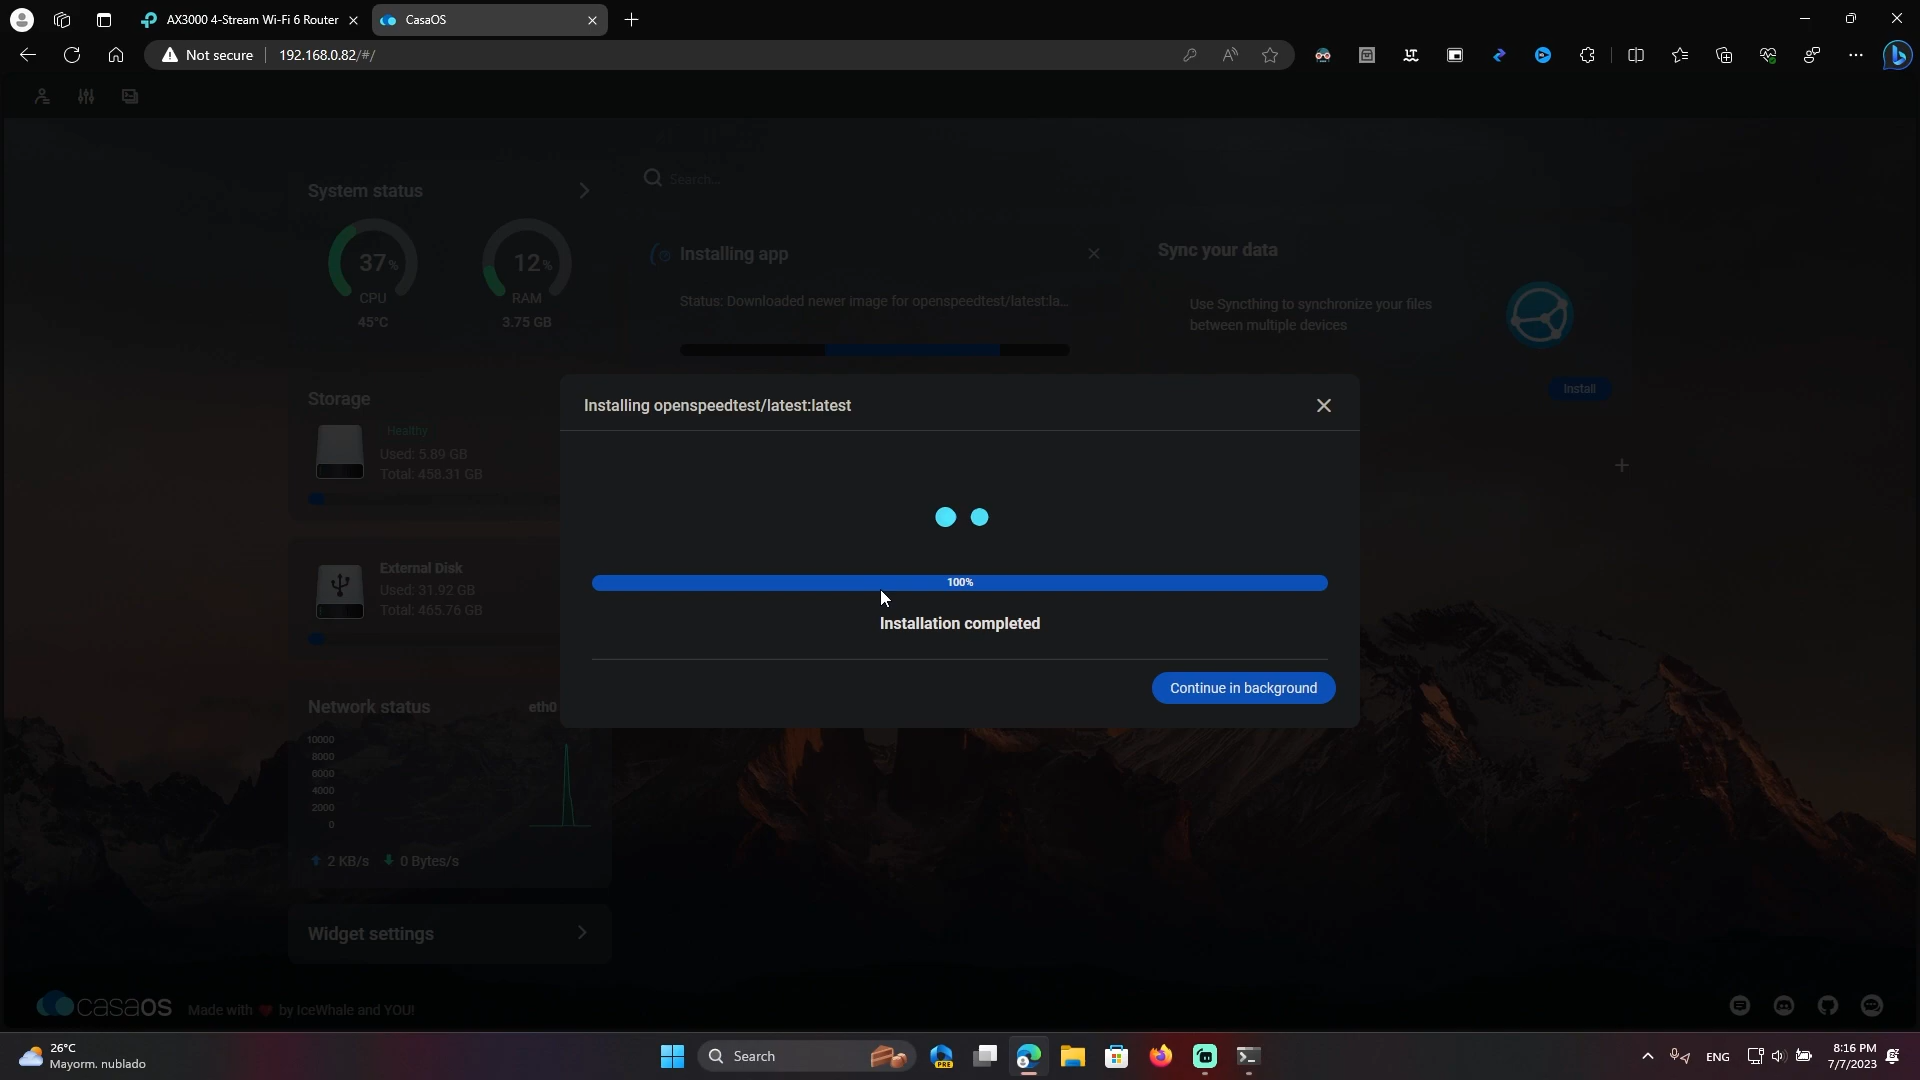 AX3000 4-Stream Wi-Fi 6 Router
CasaOS
Not secure
192.168.0.82/#/
System status
Search...
37%
CPU
45°C
12%
RAM
3.75 GB
Installing app
Status: Downloaded newer image for openspeedtest/latest:la...
Sync your data
Use Syncthing to synchronize your files
between multiple devices
Install
Storage
Healthy
Used: 5.89 GB
Total: 458.31 GB
Installing openspeedtest/latest:latest
100%
Installation completed
Continue in background
External Disk
Used: 31.92 GB
Total: 465.76 GB
Network status
eth0
10000
8000
6000
4000
2000
0
2 KB/s
0 Bytes/s
Widget settings
casaos
Made with ❤ by IceWhale and YOU!
26°C
Mayorm. nublado
Search
PRE
ENG
8:16 PM
7/7/2023